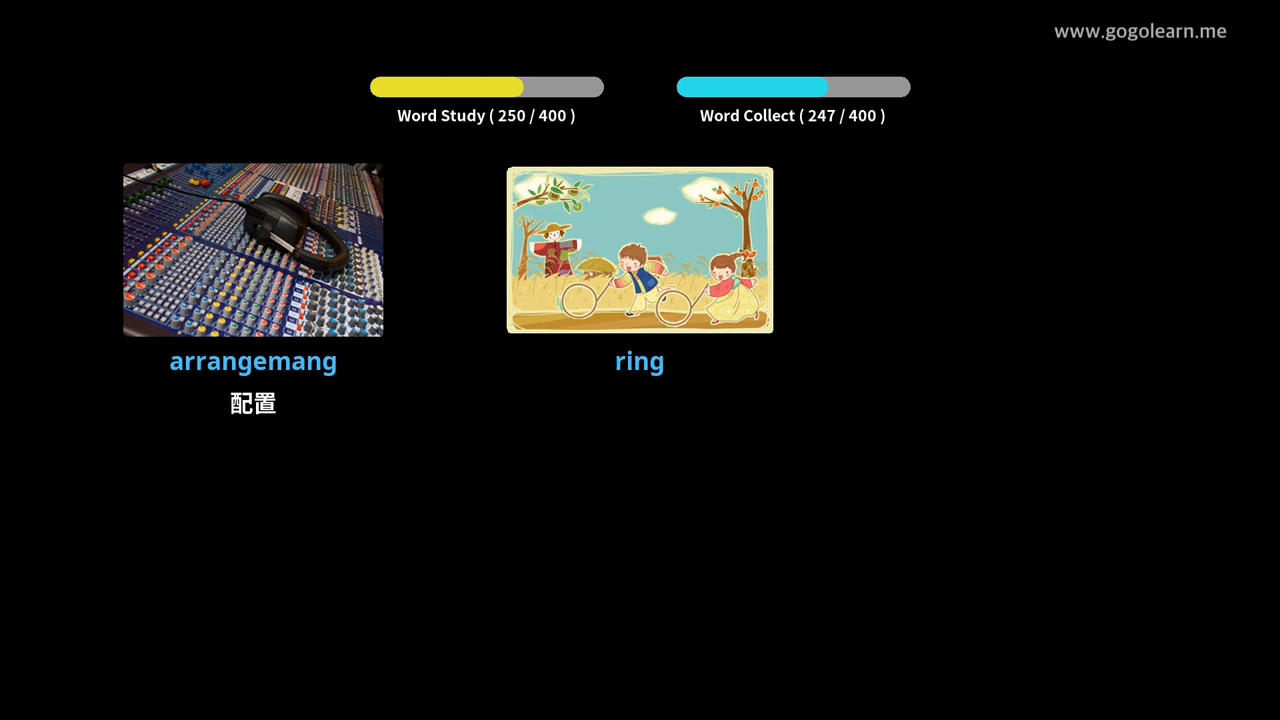 www.gogolearn.me
Word Study ( 250 / 400 )
Word Collect ( 247 / 400 )
arrangemang
ring
配置